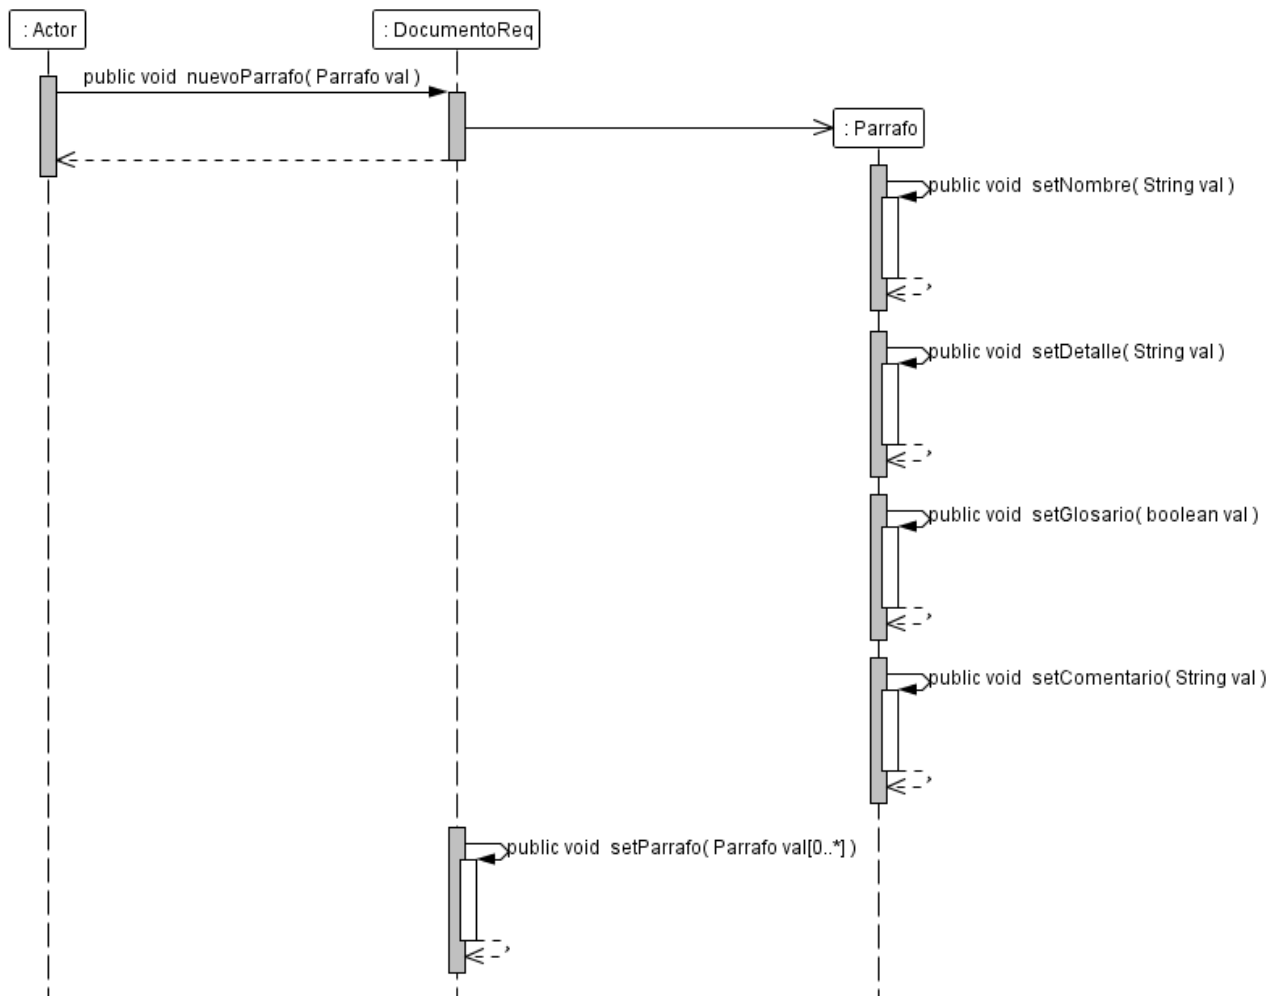 : Actor
: DocumentoReq
public void nuevoParrafo( Parrafo val )
: Parrafo
public void setNombre( String val )
public void setDetalle( String val )
public void setGlosario( boolean val )
public void setComentario( String val )
public void setParrafo( Parrafo val[0..*] )